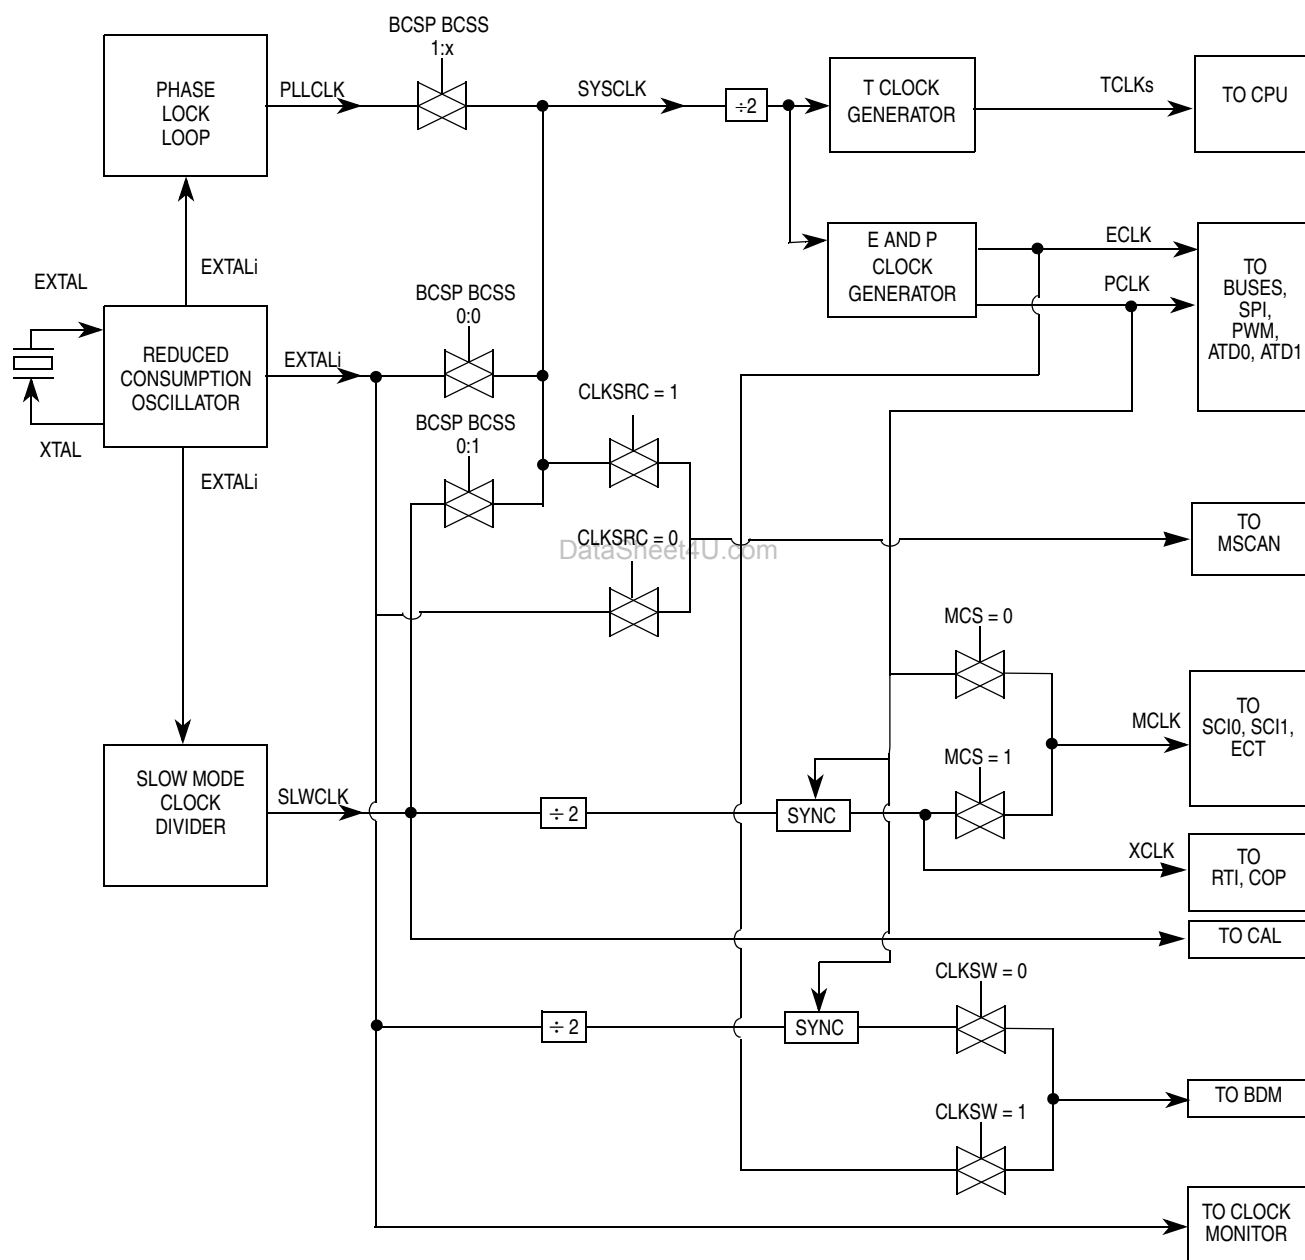 BCSP BCSS
1:x
PHASE
LOCK
LOOP
PLLCLK
SYSCLK
÷2
T CLOCK
GENERATOR
TCLKs
TO CPU
EXTALi
EXTAL
BCSP BCSS
0:0
E AND P
CLOCK
GENERATOR
ECLK
PCLK
TO
BUSES,
SPI,
PWM,
ATD0, ATD1
REDUCED
CONSUMPTION
OSCILLATOR
EXTALi
CLKSRC = 1
XTAL
BCSP BCSS
0:1
EXTALi
CLKSRC = 0
DataSheet4U.com
TO
MSCAN
MCS = 0
MCLK
TO
SCI0, SCI1,
ECT
MCS = 1
SLOW MODE
CLOCK
DIVIDER
SLWCLK
÷ 2
SYNC
XCLK
TO
RTI, COP
TO CAL
CLKSW = 0
÷ 2
SYNC
TO BDM
CLKSW = 1
TO CLOCK
MONITOR